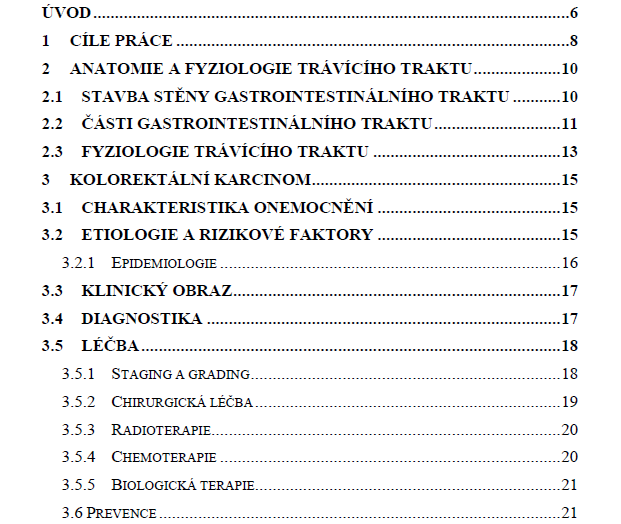 ÚVOD...........................................................................................................6
1 CÍLE PRÁCE...........................................................................................8
2 ANATOMIE A FYZIOLOGIE TRÁVÍCÍHO TRAKTU....................10
2.1 STAVBA STĚNY GASTROINTESTINÁLNÍHO TRAKTU...........10
2.2 ČÁSTI GASTROINTESTINÁLNÍHO TRAKTU............................11
2.3 FYZIOLOGIE TRÁVÍCÍHO TRAKTU..........................................13
3 KOLOREKTÁLNÍ KARCINOM........................................................15
3.1 CHARAKTERISTIKA ONEMOCNĚNÍ.........................................15
3.2 ETIOLOGIE A RIZIKOVÉ FAKTORY.........................................15
3.2.1 EPIDEMIOLOGIE.........................................................................16
3.3 KLINICKÝ OBRAZ........................................................................17
3.4 DIAGNOSTIKA..............................................................................17
3.5 LÉČBA.............................................................................................18
3.5.1 STAGING A GRADING................................................................18
3.5.2 CHIRURGICKÁ LÉČBA...............................................................19
3.5.3 RADIOTERAPIE...........................................................................20
3.5.4 CHEMOTERAPIE.........................................................................20
3.5.5 BIOLOGICKÁ TERAPIE..............................................................21
3.6 PREVENCE......................................................................................21